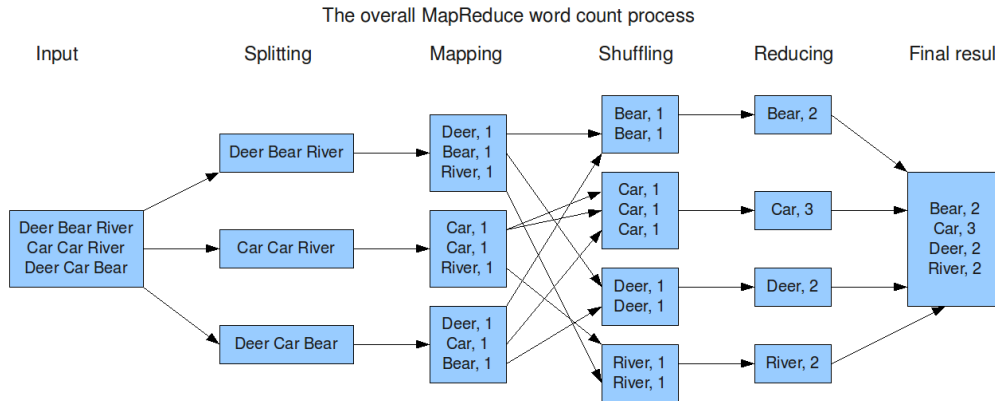 The overall MapReduce word count process
Input
Splitting
Mapping
Shuffling
Reducing
Final resul
Deer Bear River
Car Car River
Deer Car Bear
Deer Bear River
Car Car River
Deer Car Bear
Deer, 1
Bear, 1
River, 1
Car, 1
Car, 1
River, 1
Deer, 1
Car, 1
Bear, 1
Bear, 1
Bear, 1
Car, 1
Car, 1
Car, 1
Deer, 1
Deer, 1
River, 1
River, 1
Bear, 2
Car, 3
Deer, 2
River, 2
Bear, 2
Car, 3
Deer, 2
River, 2